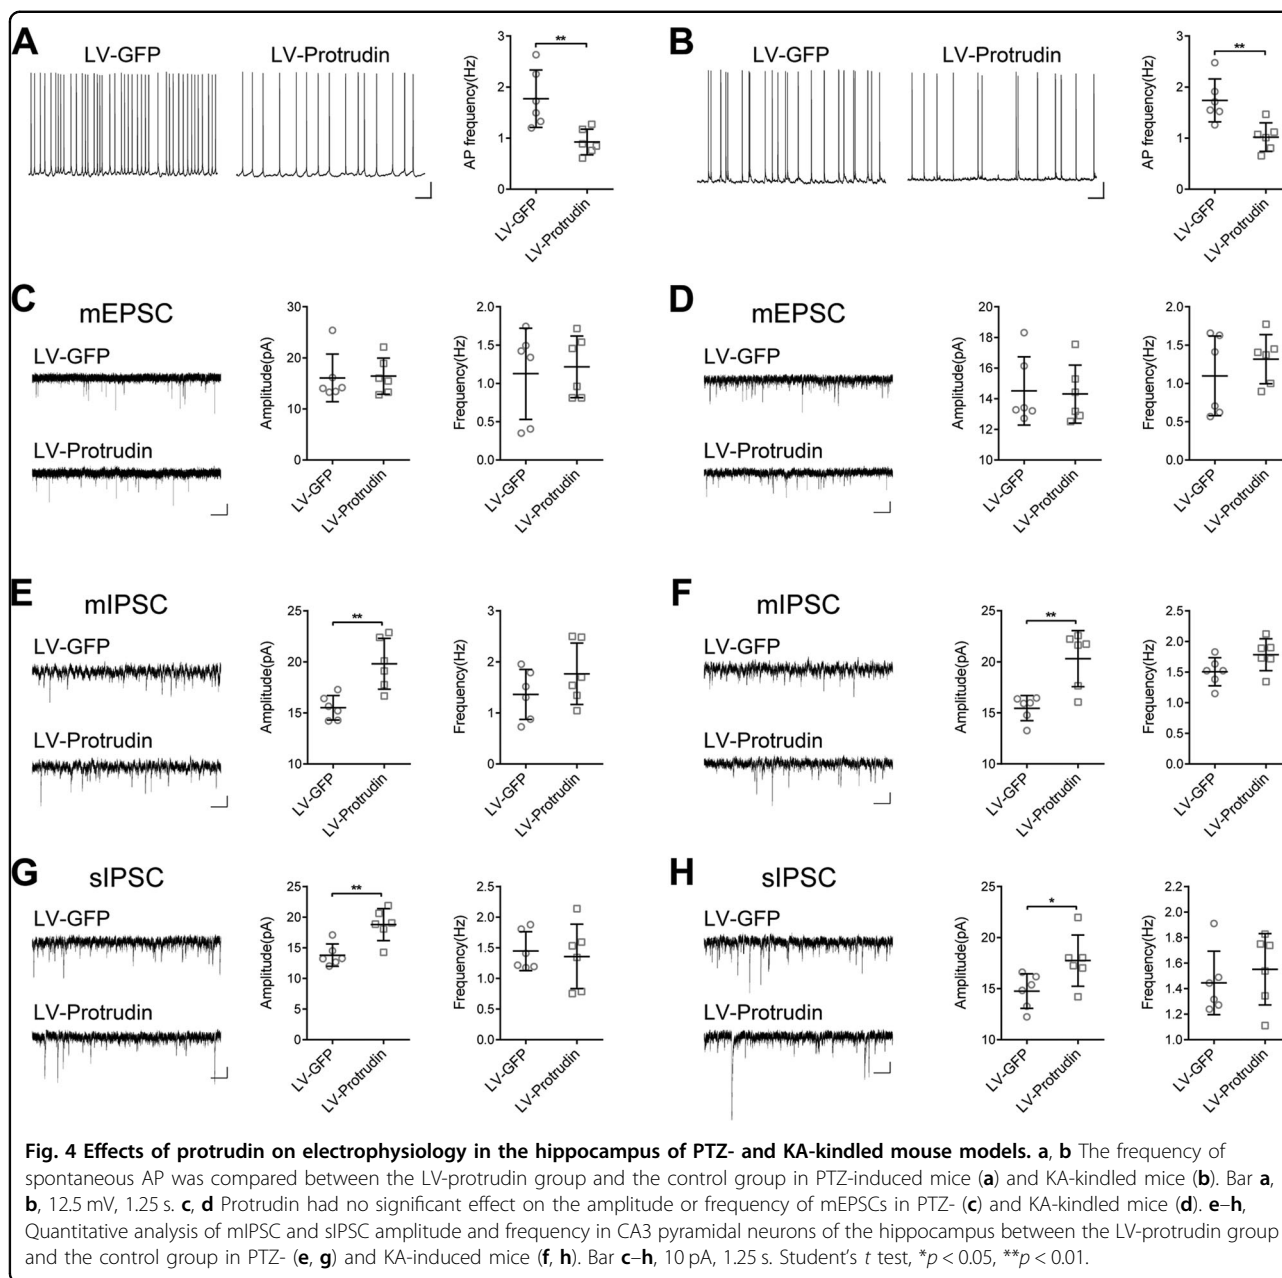 A
LV-GFP
LV-Protrudin
AP frequency(Hz)
3
2
1
0
**
LV-GFP
LV-Protrudin
B
LV-GFP
LV-Protrudin
AP frequency(Hz)
3
2
1
0
**
LV-GFP
LV-Protrudin
C
mEPSC
LV-GFP
LV-Protrudin
Amplitude(pA)
30
20
10
0
LV-GFP
LV-Protrudin
Frequency(Hz)
2.0
1.5
1.0
0.5
0.0
LV-GFP
LV-Protrudin
D
mEPSC
LV-GFP
LV-Protrudin
Amplitude(pA)
20
18
16
14
12
10
LV-GFP
LV-Protrudin
Frequency(Hz)
2.0
1.5
1.0
0.5
0.0
LV-GFP
LV-Protrudin
E
mIPSC
LV-GFP
LV-Protrudin
Amplitude(pA)
25
20
15
10
**
LV-GFP
LV-Protrudin
Frequency(Hz)
3
2
1
0
LV-GFP
LV-Protrudin
F
mIPSC
LV-GFP
LV-Protrudin
Amplitude(pA)
25
20
15
10
**
LV-GFP
LV-Protrudin
Frequency(Hz)
2.5
2.0
1.5
1.0
0.5
0.0
LV-GFP
LV-Protrudin
G
sIPSC
LV-GFP
LV-Protrudin
Amplitude(pA)
25
20
15
10
5
0
**
LV-GFP
LV-Protrudin
Frequency(Hz)
2.5
2.0
1.5
1.0
0.5
0.0
LV-GFP
LV-Protrudin
H
sIPSC
LV-GFP
LV-Protrudin
Amplitude(pA)
25
20
15
10
*
LV-GFP
LV-Protrudin
Frequency(Hz)
2.2
2.0
1.8
1.6
1.4
1.2
1.0
LV-GFP
LV-Protrudin
Fig. 4 Effects of protrudin on electrophysiology in the hippocampus of PTZ- and KA-kindled mouse models. a, b The frequency of
spontaneous AP was compared between the LV-protrudin group and the control group in PTZ-induced mice (a) and KA-kindled mice (b). Bar a,
b, 12.5 mV, 1.25 s. c, d Protrudin had no significant effect on the amplitude or frequency of mEPSCs in PTZ- (c) and KA-kindled mice (d). e–h,
Quantitative analysis of mIPSC and sIPSC amplitude and frequency in CA3 pyramidal neurons of the hippocampus between the LV-protrudin group
and the control group in PTZ- (e, g) and KA-induced mice (f, h). Bar c–h, 10 pA, 1.25 s. Student's t test, *p < 0.05, **p < 0.01.